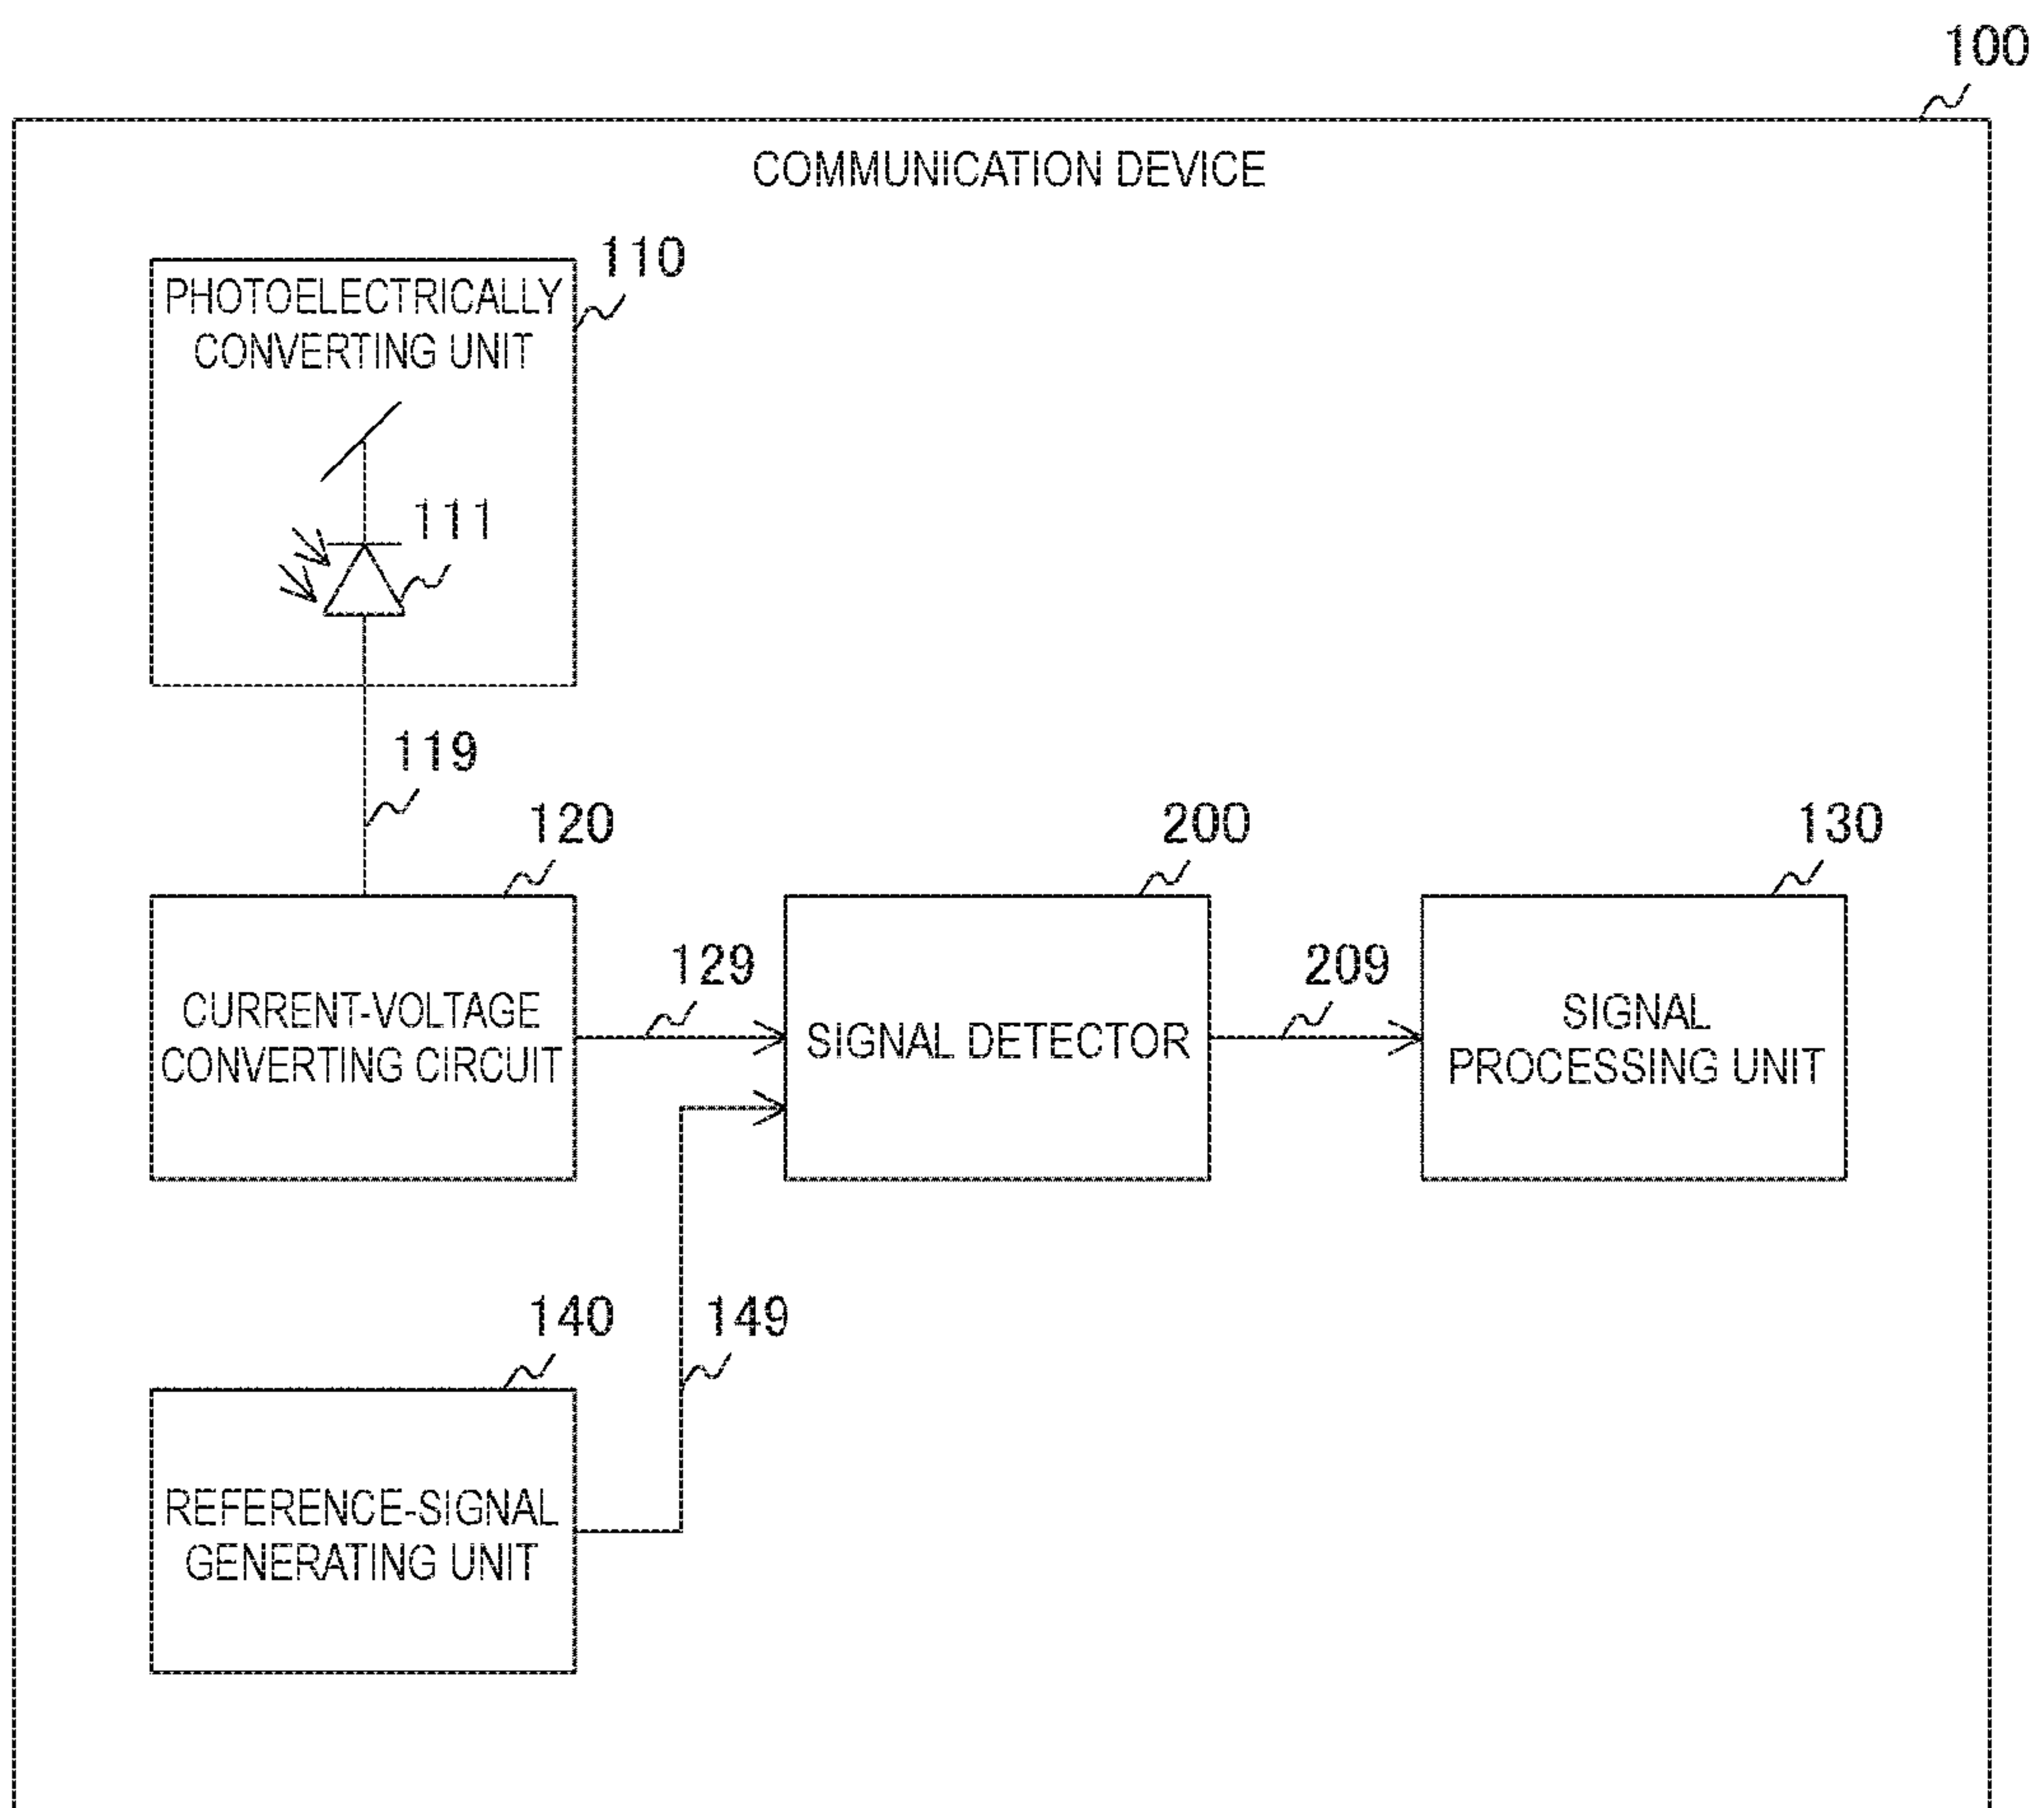 100
COMMUNICATION DEVICE
110
PHOTOELECTRICALLY
CONVERTING UNIT
111
119
120
200
130
129
209
CURRENT-VOLTAGE
CONVERTING CIRCUIT
SIGNAL DETECTOR
SIGNAL
PROCESSING UNIT
140
149
REFERENCE-SIGNAL
GENERATING UNIT